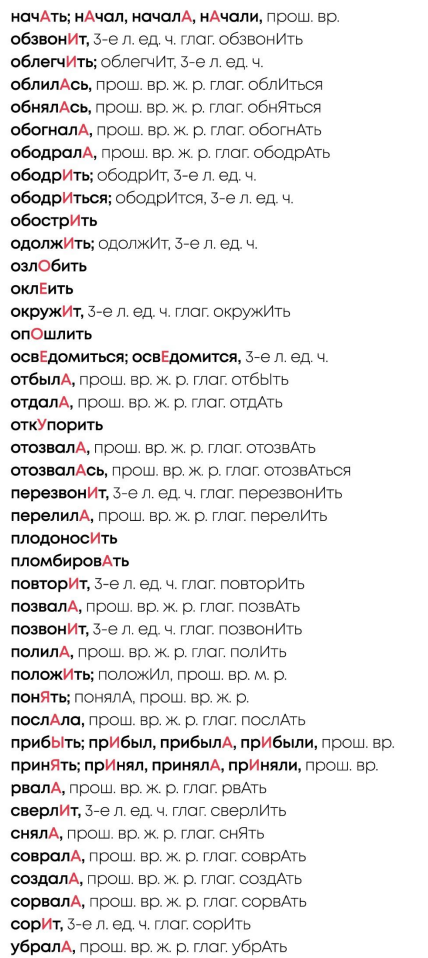 начАть; нАчал, началА, нАчали, прош. вр.
обзвонИт, 3-е л. ед. ч. глаг. обзвонИть
облегчИть; облегчИт, 3-е л. ед. ч.
облилАсь, прош. вр. ж. р. глаг. облИться
обнялАсь, прош. вр. ж. р. глаг. обнЯться
обогналА, прош. вр. ж. р. глаг. обогнАть
ободралА, прош. вр. ж. р. глаг. ободрАть
ободрИть; ободрИт, 3-е л. ед. ч.
ободрИться; ободрИтся, 3-е л. ед. ч.
обострИть
одолжИть; одолжИт, 3-е л. ед. ч.
озлОбить
оклЕить
окружИт, 3-е л. ед. ч. глаг. окружИть
опОшлить
освЕдомиться; освЕдомится, 3-е л. ед. ч.
отбылА, прош. вр. ж. р. глаг. отбЫть
отдалА, прош. вр. ж. р. глаг. отдАть
откУпорить
отозвалА, прош. вр. ж. р. глаг. отозвАть
отозвалАсь, прош. вр. ж. р. глаг. отозвАться
перезвонИт, 3-е л. ед. ч. глаг. перезвонИть
перелилА, прош. вр. ж. р. глаг. перелИть
плодоносИть
пломбировАть
повторИт, 3-е л. ед. ч. глаг. повторИть
позвалА, прош. вр. ж. р. глаг. позвАть
позвонИт, 3-е л. ед. ч. глаг. позвонИть
полилА, прош. вр. ж. р. глаг. полИть
положИть; положИл, прош. вр. м. р.
понЯть; понялА, прош. вр. ж. р.
послАла, прош. вр. ж. р. глаг. послАть
прибЫть; прИбыл, прибылА, прИбыли, прош. вр.
принЯть; прИнял, принялА, прИняли, прош. вр.
рвалА, прош. вр. ж. р. глаг. рвАть
сверлИт, 3-е л. ед. ч. глаг. сверлИть
снялА, прош. вр. ж. р. глаг. снЯть
совралА, прош. вр. ж. р. глаг. соврАть
создалА, прош. вр. ж. р. глаг. создАть
сорвалА, прош. вр. ж. р. глаг. сорвАть
сорИт, 3-е л. ед. ч. глаг. сорИть
убралА, прош. вр. ж. р. глаг. убрАть